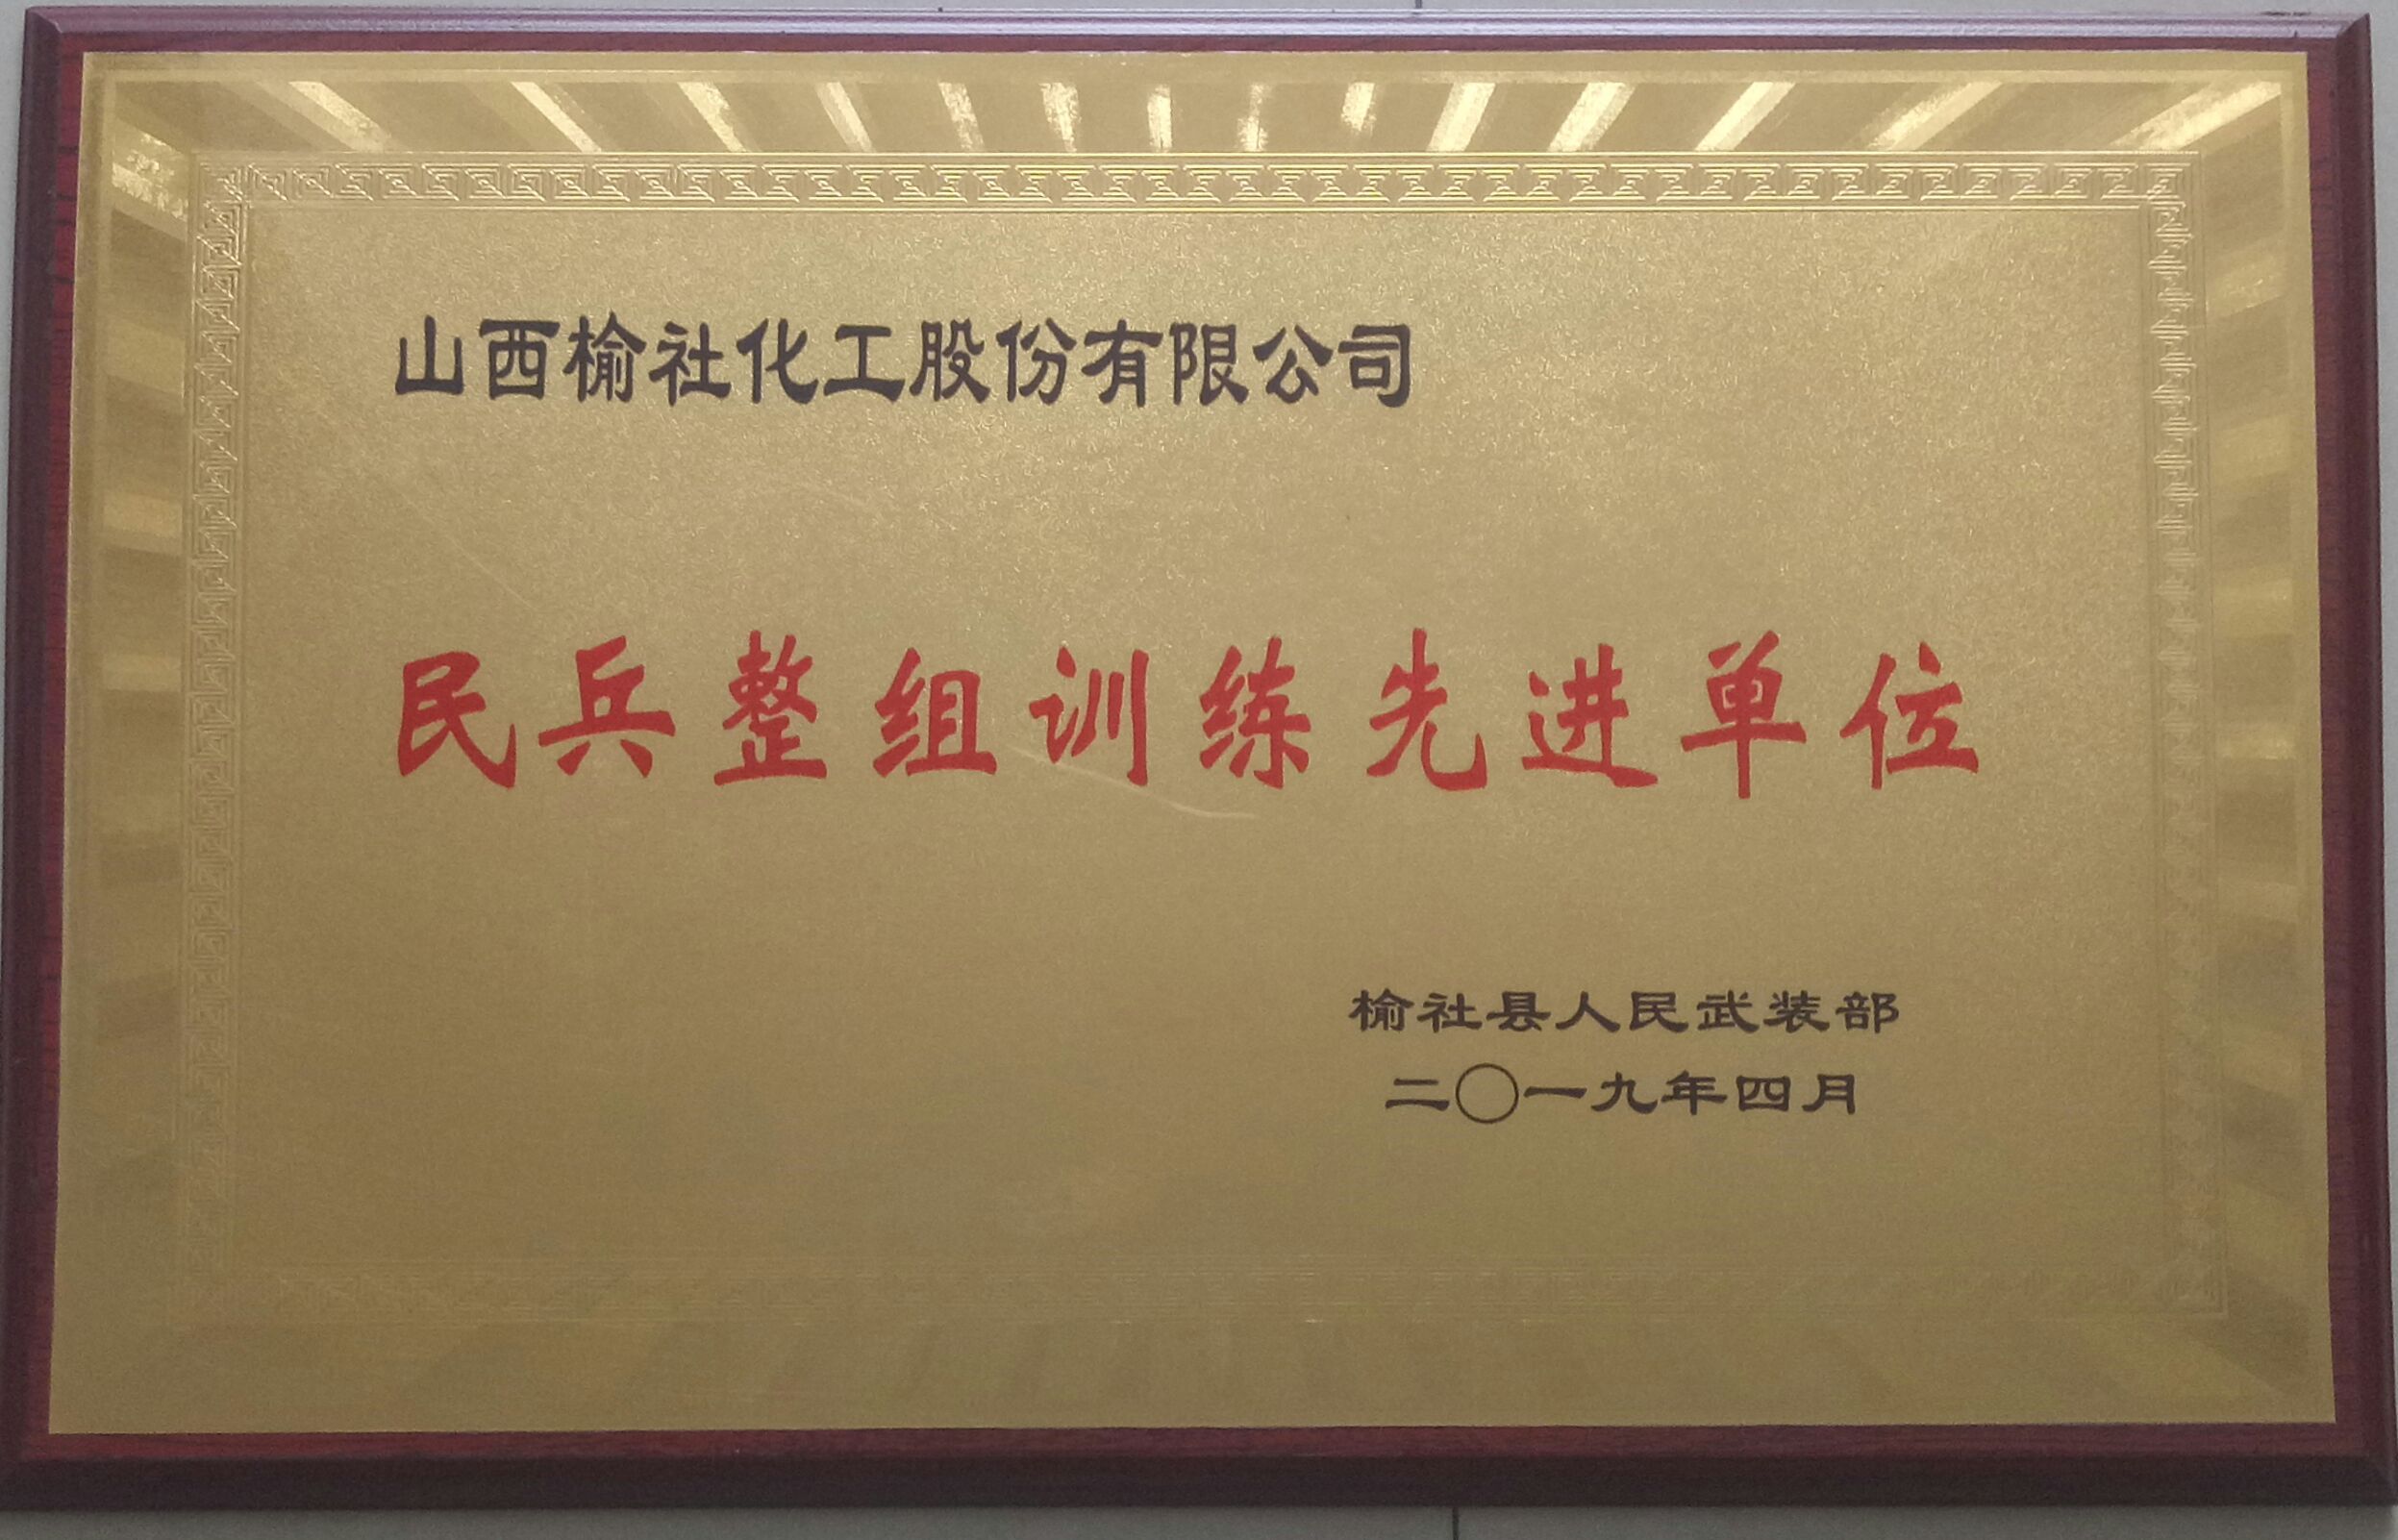 山西榆社化工股份有限公司
民兵整组训练先进单位
榆社县人民武装部
二〇一九年四月